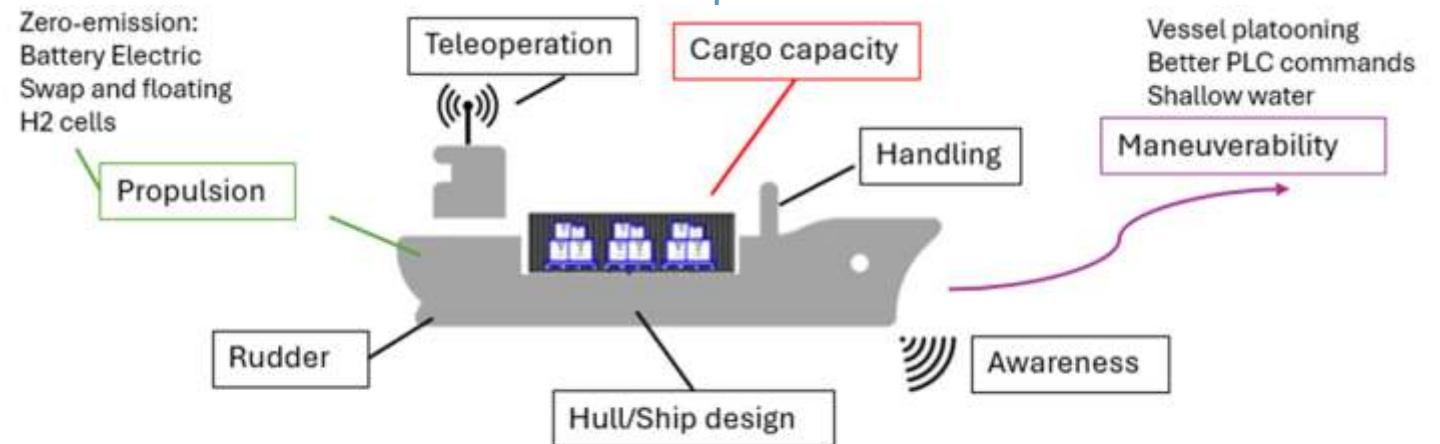 Zero-emission:
Battery Electric
Swap and floating
H2 cells
Propulsion
Teleoperation
Cargo capacity
Handling
Vessel platooning
Better PLC commands
Shallow water
Maneuverability
Rudder
Hull/Ship design
Awareness